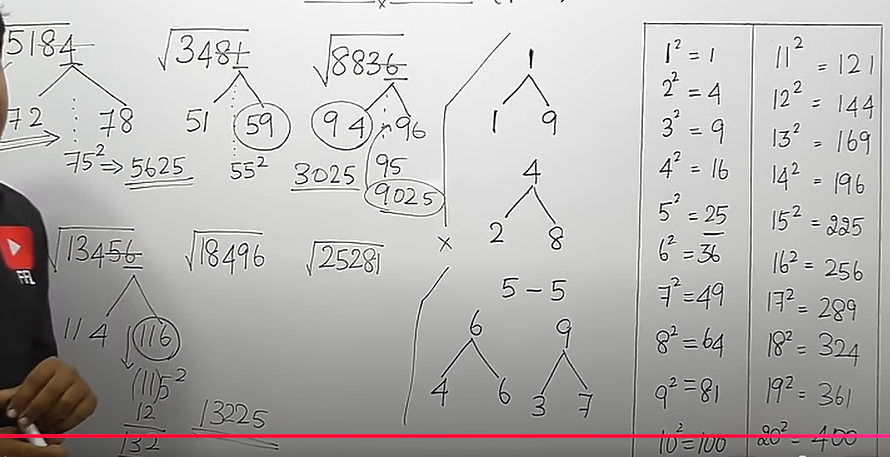 √5184
72 78
75² ⇒ 5625
√3481
51 59
55² 3025
√8836
94 96
95
9025
√13456
114 116
(11)5²
12
132
13225
√18496
√25281
×
1
1 9
4
2 8
5 - 5
6
4 6
9
3 7
1² = 1
2² = 4
3² = 9
4² = 16
5² = 25
6² = 36
7² = 49
8² = 64
9² = 81
10² = 100
11² = 121
12² = 144
13² = 169
14² = 196
15² = 225
16² = 256
17² = 289
18² = 324
19² = 361
20² = 400
FFL